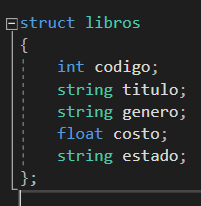 struct libros
{
int codigo;
string titulo;
string genero;
float costo;
string estado;
};